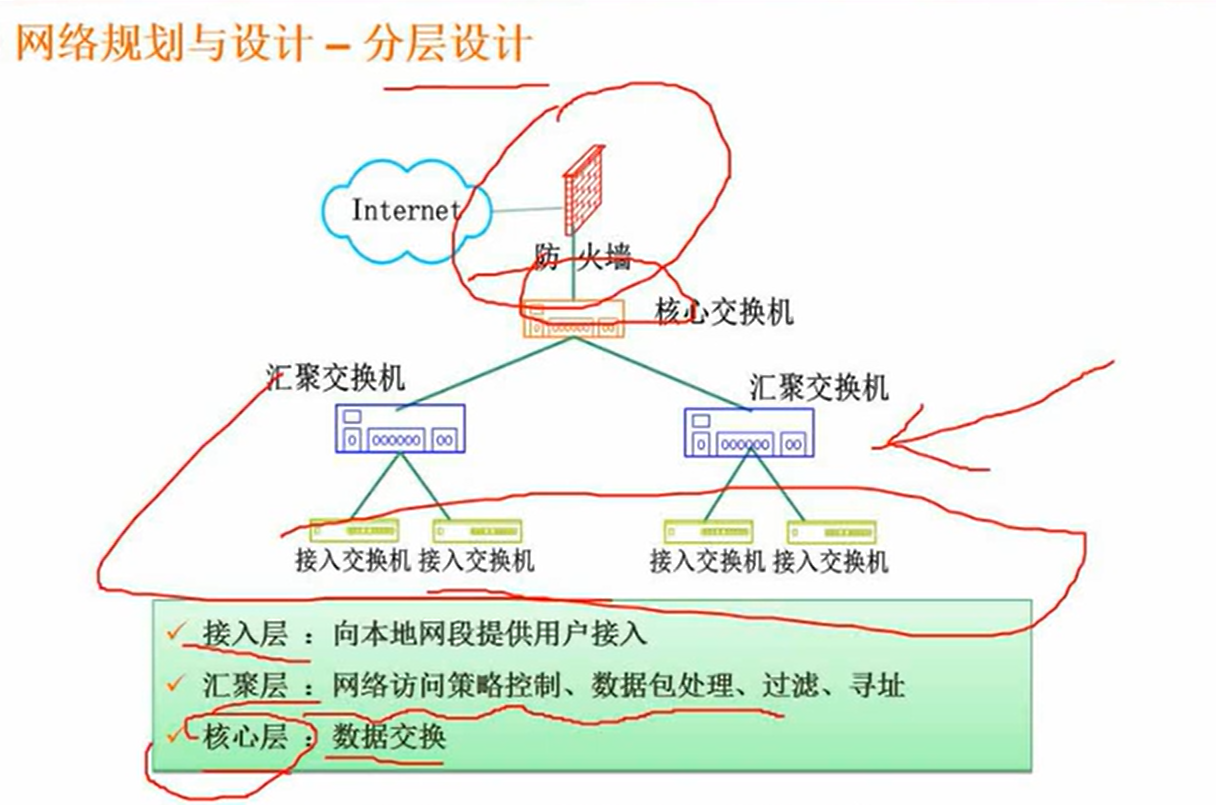 网络规划与设计 – 分层设计
Internet
防 火墙
核心交换机
汇聚交换机
汇聚交换机
接入交换机 接入交换机 接入交换机 接入交换机
✓ 接入层 : 向本地网段提供用户接入
✓ 汇聚层 : 网络访问策略控制、数据包处理、过滤、寻址
✓ 核心层 : 数据交换